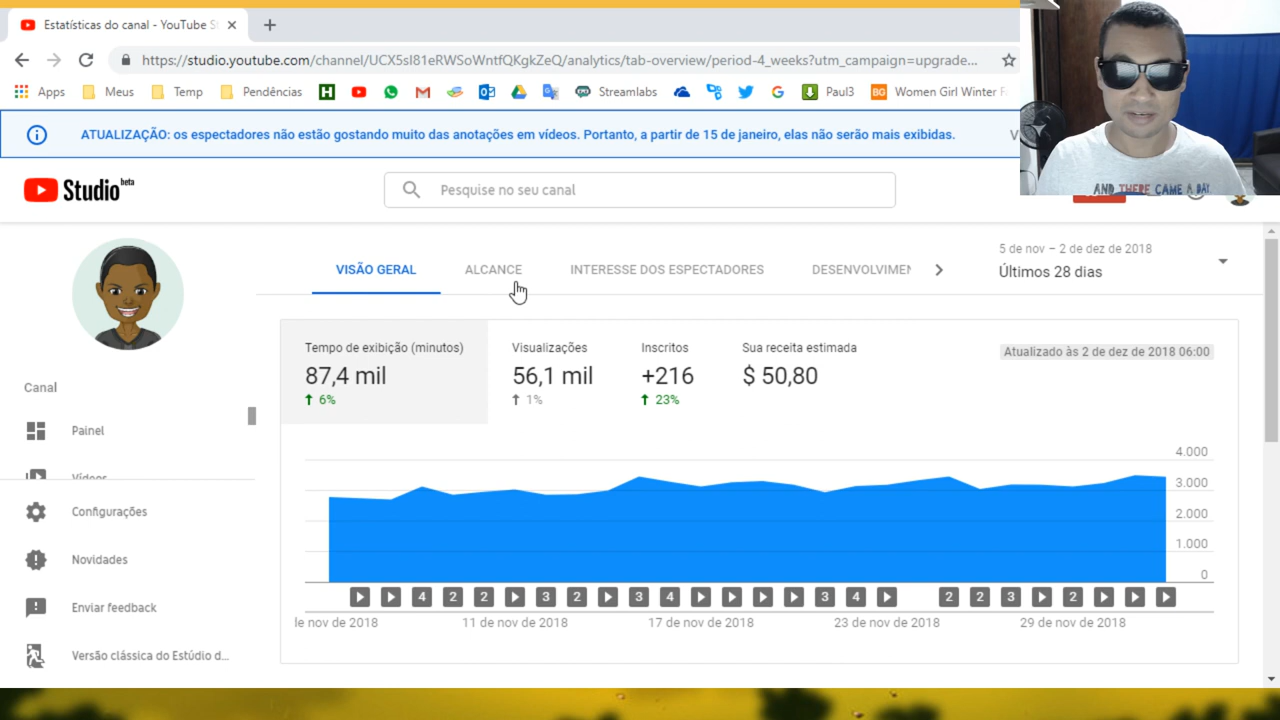 Estatísticas do canal - YouTube S
https://studio.youtube.com/channel/UCX5sI81eRWSoWntfQKgkZeQ/analytics/tab-overview/period-4_weeks?utm_campaign=upgrade...
Apps Meus Temp Pendências Streamlabs Paul3 BG Women Girl Winter F
ATUALIZAÇÃO: os espectadores não estão gostando muito das anotações em vídeos. Portanto, a partir de 15 de janeiro, elas não serão mais exibidas.
AND THERE CAME A DA
Studio beta
Pesquise no seu canal
VISÃO GERAL ALCANCE INTERESSE DOS ESPECTADORES DESENVOLVIMEN
5 de nov – 2 de dez de 2018
Últimos 28 dias
Tempo de exibição (minutos) Visualizações Inscritos Sua receita estimada
87,4 mil 56,1 mil +216 $ 50,80
6% 1% 23%
Atualizado às 2 de dez de 2018 06:00
Canal
Painel
Vídeos
Configurações
Novidades
Enviar feedback
Versão clássica do Estúdio d...
4.000
3.000
2.000
1.000
0
4 2 2 3 2 3 4 3 4 2 2 3 2
de nov de 2018 11 de nov de 2018 17 de nov de 2018 23 de nov de 2018 29 de nov de 2018